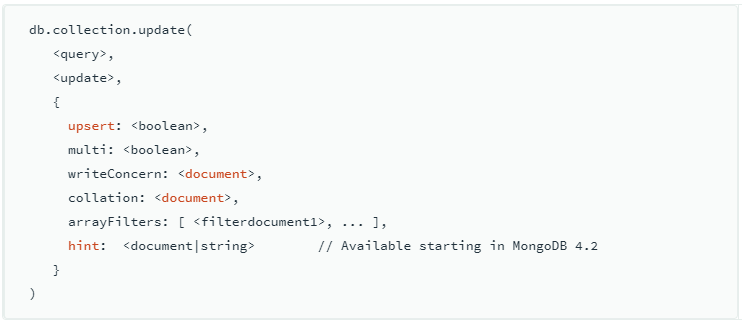 db.collection.update(
<query>,
<update>,
{
upsert: <boolean>,
multi: <boolean>,
writeConcern: <document>,
collation: <document>,
arrayFilters: [ <filterdocument1>, ... ],
hint:  <document|string>        // Available starting in MongoDB 4.2
}
)